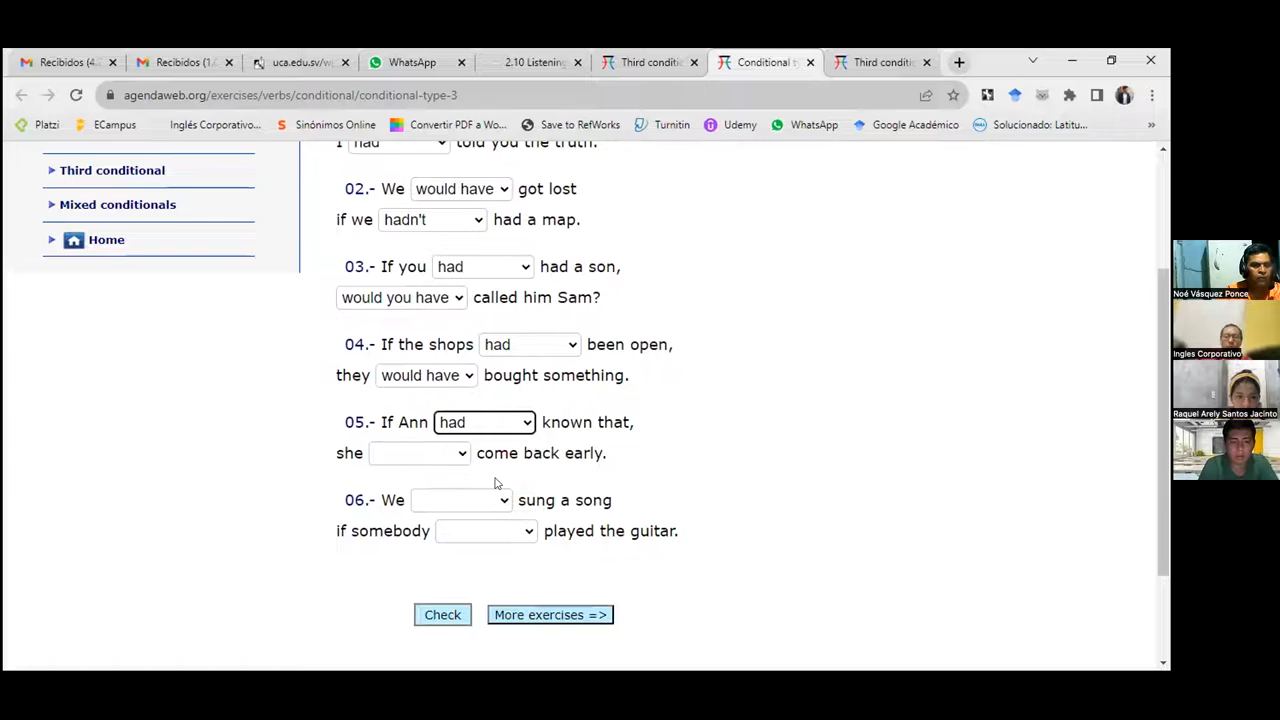 Recibidos (4.2
Recibidos (1.
uca.edu.sv/w
WhatsApp
2.10 Listening
Third conditi
Conditional t
Third conditi
agendaweb.org/exercises/verbs/conditional/conditional-type-3
Platzi
ECampus
Inglés Corporativo...
Sinónimos Online
Convertir PDF a Wo...
Save to RefWorks
Turnitin
Udemy
WhatsApp
Google Académico
Solucionado: Latitu...
»
Third conditional
Mixed conditionals
Home
I had told you the truth.
02.- We would have got lost
if we hadn't had a map.
03.- If you had had a son,
would you have called him Sam?
04.- If the shops had been open,
they would have bought something.
05.- If Ann had known that,
she come back early.
06.- We sung a song
if somebody played the guitar.
Check
More exercises =>
Noé Vásquez Ponce
Ingles Corporativo
Raquel Arely Santos Jacinto